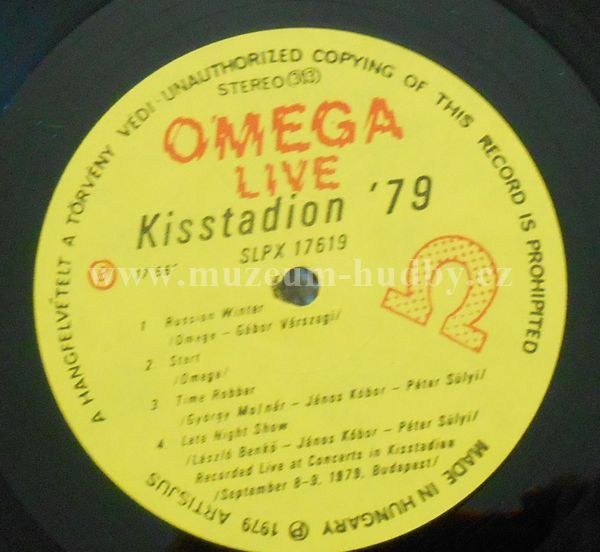 A HANGFELVÉTELT A TÖRVÉNY VÉDI · UNAUTHORIZED COPYING OF THIS RECORD IS PROHIPITED
STEREO 33
OMEGA
LIVE
Kisstadion '79
SLPX 17619
www.muzeum-hudby.cz
Ω
1 Russion Winter
/Omega – Gábor Várszegi/
2 Start
/Omega/
3 Time Robber
/György Molnár – János Kóbor – Péter Sülyi/
4. Late Night Show
/László Benkő – János Kóbor – Péter Sülyi/
Recorded Live at Concerts in Kisstadion
/September 8-9, 1979, Budapest/
MADE IN HUNGARY Ⓟ 1979 ARTISJUS